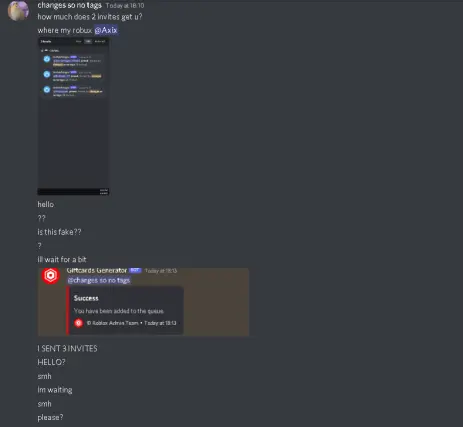 changes so no tags Today at 18:10
how much does 2 invites get u?
where my robux @Axix
hello
??
is this fake??
?
ill wait for a bit
Giftcards Generator BOT Today at 18:13
@changes so no tags
Success
You have been added to the queue.
© Roblox Admin Team • Today at 18:13
I SENT 3 INVITES
HELLO?
smh
Im waiting
smh
please?